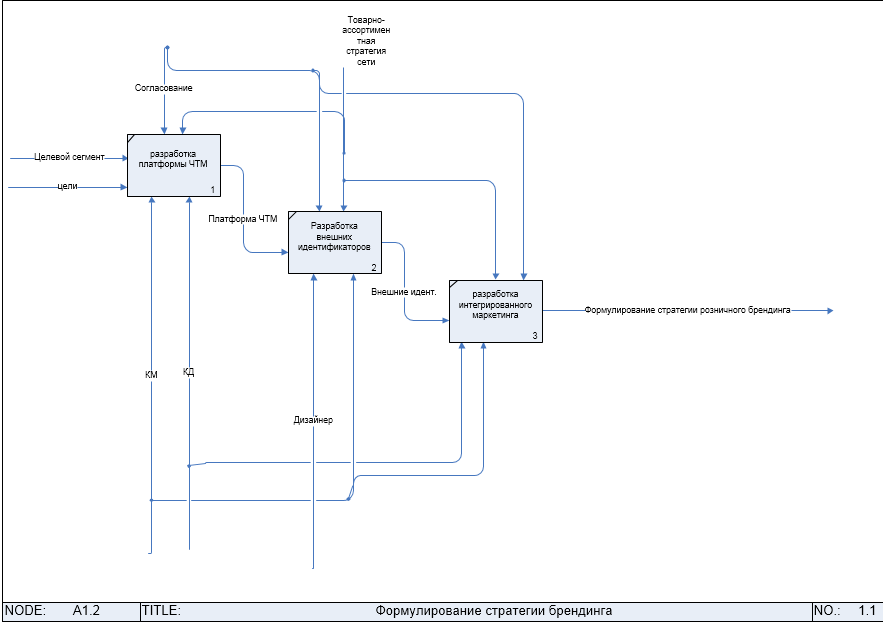 Товарно-
ассортимен
тная
стратегия
сети
Согласование
Целевой сегмент
цели
разработка
платформы ЧТМ
1
Платформа ЧТМ
Разработка
внешних
идентификаторов
2
Внешние идент.
разработка
интегрированного
маркетинга
3
Формулирование стратегии розничного брендинга
КМ
КД
Дизайнер
NODE: A1.2 TITLE: Формулирование стратегии брендинга NO.: 1.1